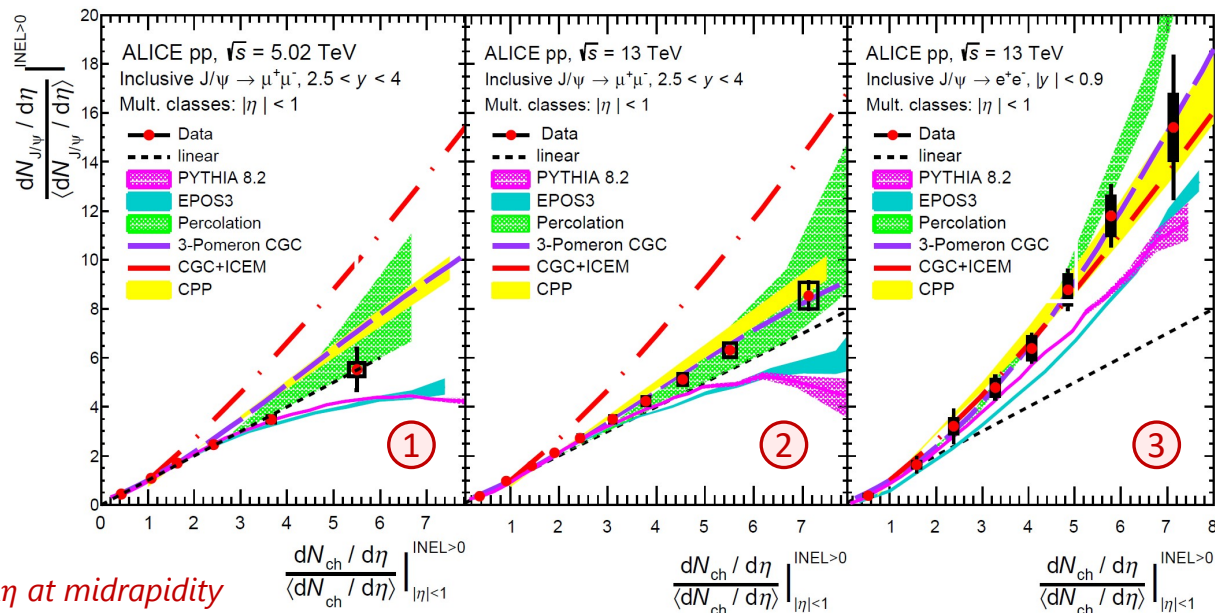 dN_J/ψ / dη
⟨dN_J/ψ / dη⟩ |^INEL>0
20
18
16
14
12
10
8
6
4
2
0
ALICE pp, √s = 5.02 TeV
Inclusive J/ψ → μ⁺μ⁻, 2.5 < y < 4
Mult. classes: |η| < 1
Data
linear
PYTHIA 8.2
EPOS3
Percolation
3-Pomeron CGC
CGC+ICEM
CPP
1
0 1 2 3 4 5 6 7
dN_ch / dη
⟨dN_ch / dη⟩ |^INEL>0 _|η|<1
ALICE pp, √s = 13 TeV
Inclusive J/ψ → μ⁺μ⁻, 2.5 < y < 4
Mult. classes: |η| < 1
Data
linear
PYTHIA 8.2
EPOS3
Percolation
3-Pomeron CGC
CGC+ICEM
CPP
2
1 2 3 4 5 6 7
dN_ch / dη
⟨dN_ch / dη⟩ |^INEL>0 _|η|<1
ALICE pp, √s = 13 TeV
Inclusive J/ψ → e⁺e⁻, |y| < 0.9
Mult. classes: |η| < 1
Data
linear
PYTHIA 8.2
EPOS3
Percolation
3-Pomeron CGC
CGC+ICEM
CPP
3
1 2 3 4 5 6 7 8
dN_ch / dη
⟨dN_ch / dη⟩ |^INEL>0 _|η|<1
η at midrapidity